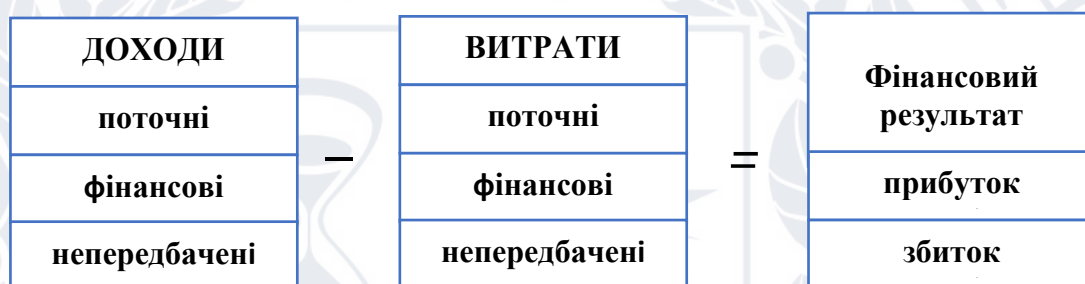 ДОХОДИ
поточні
фінансові
непередбачені
–
ВИТРАТИ
поточні
фінансові
непередбачені
=
Фінансовий
результат
прибуток
збиток